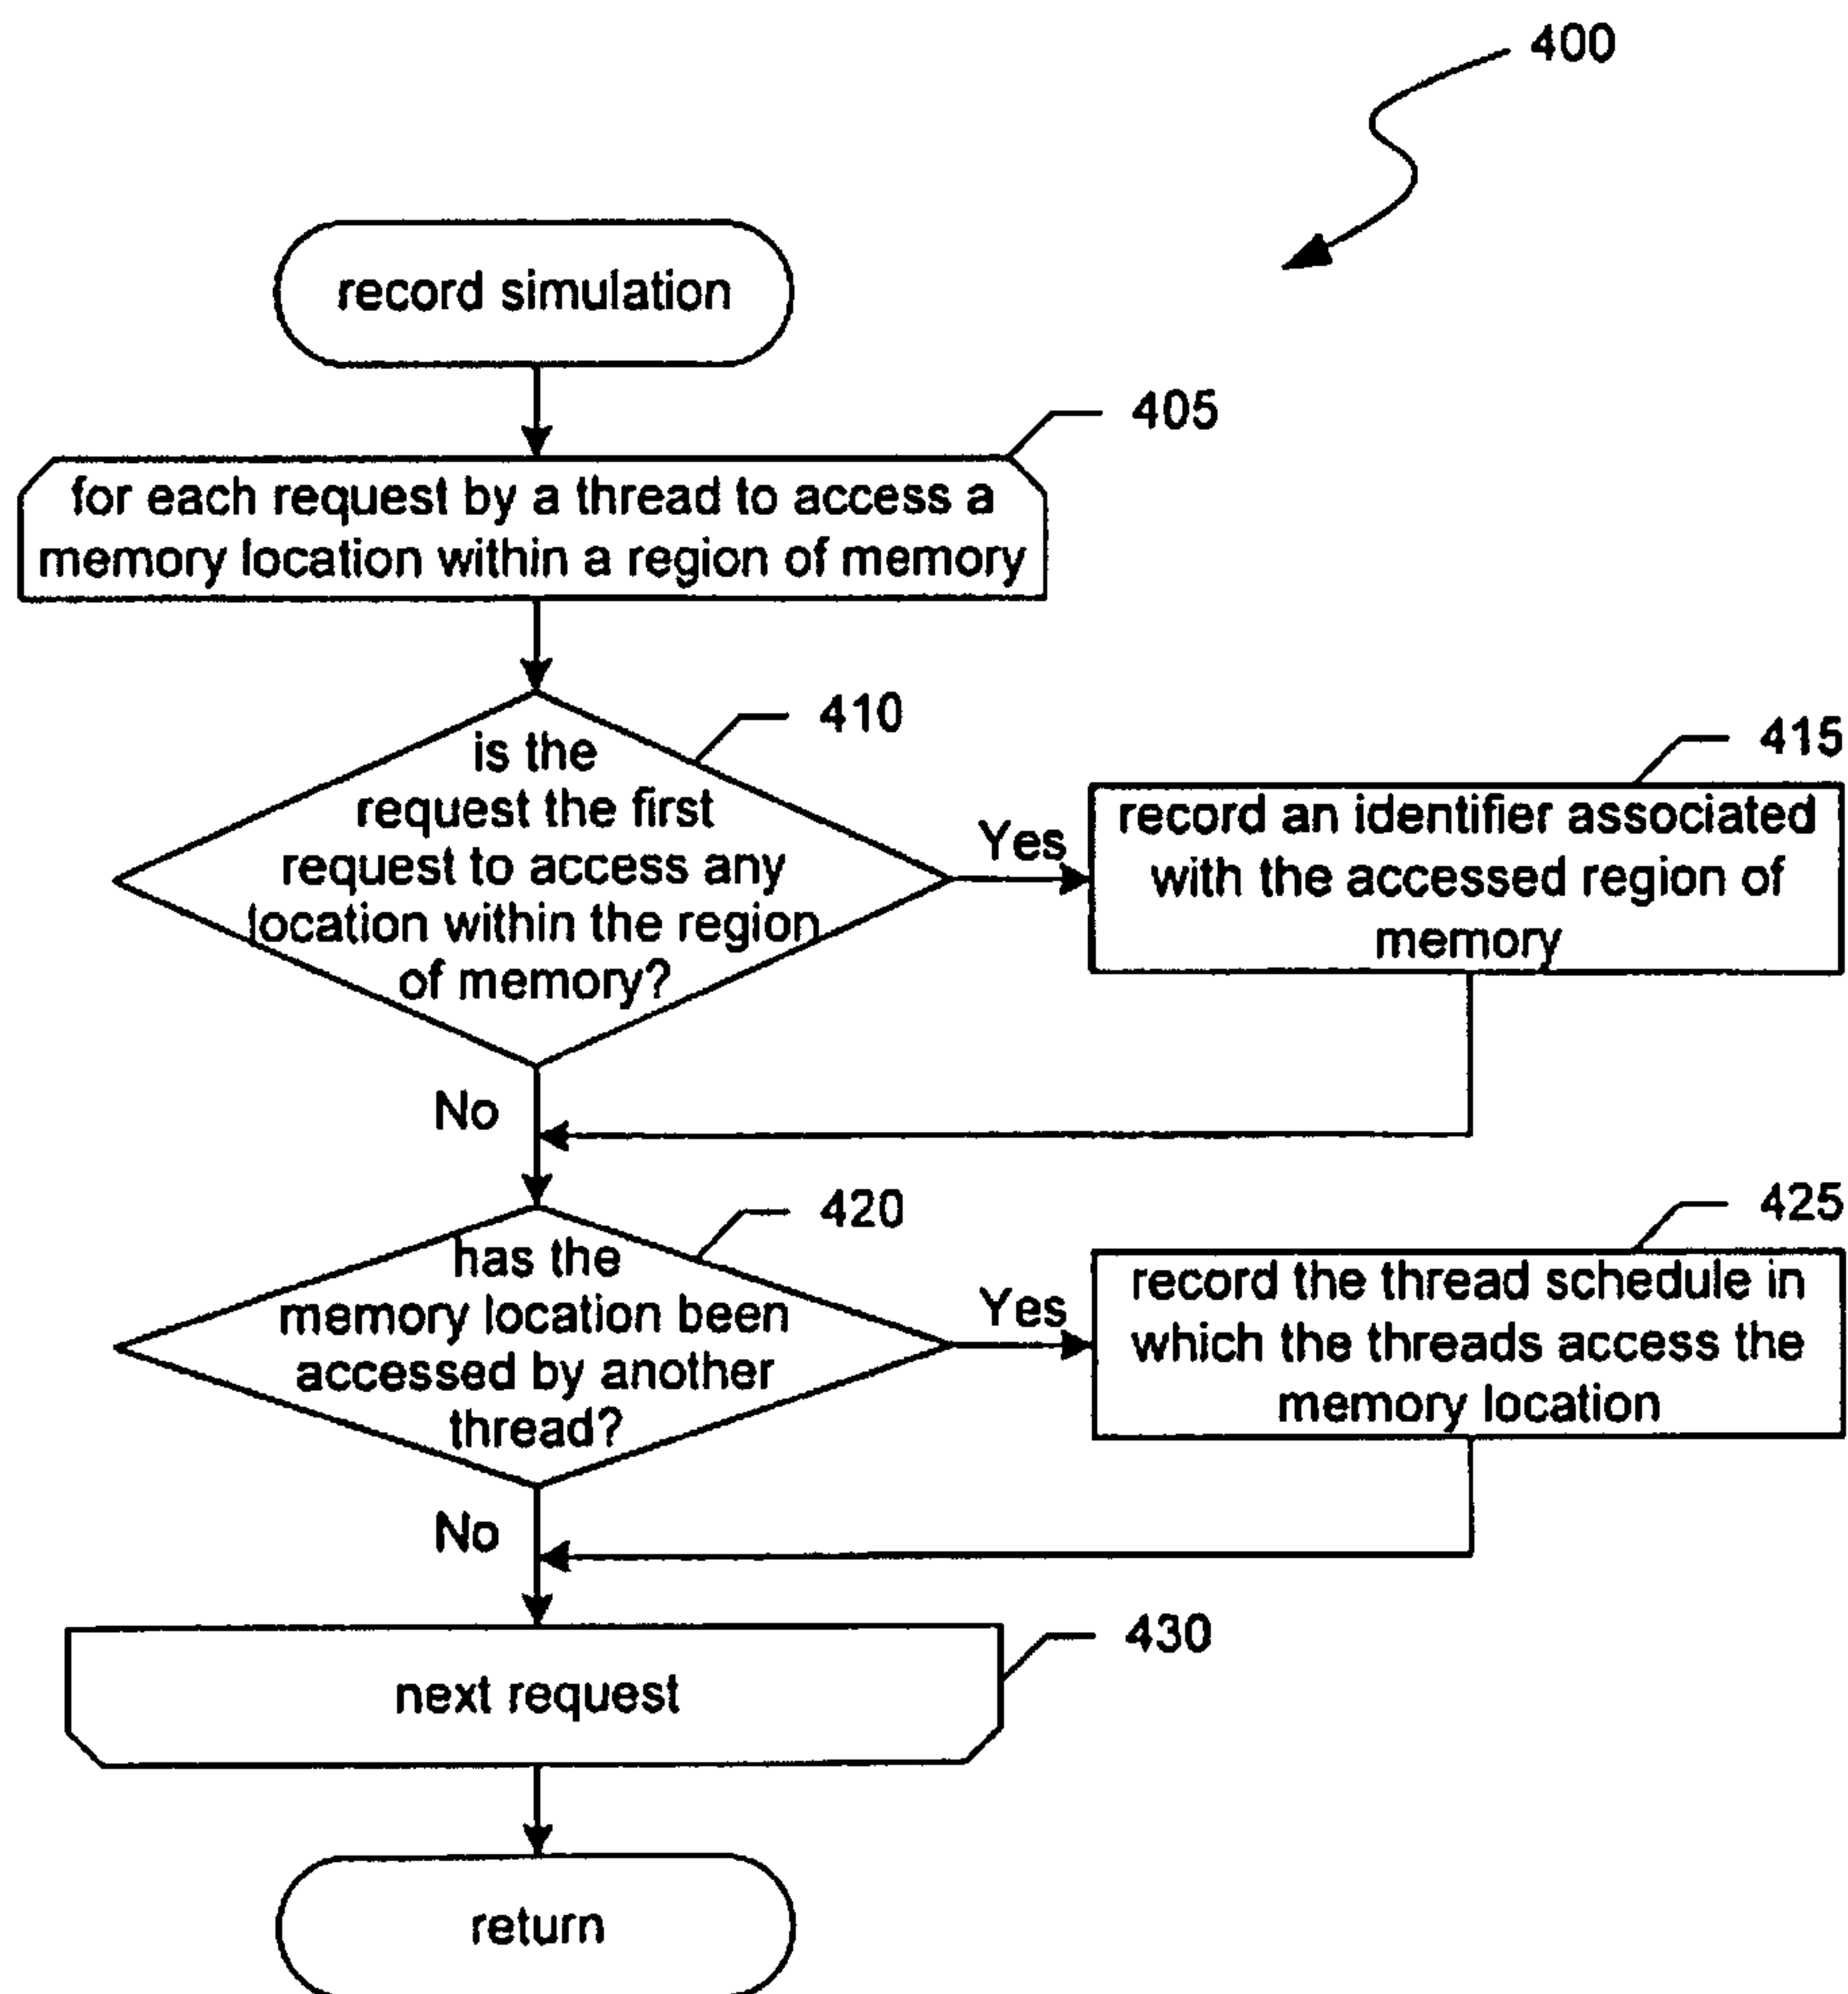 400
record simulation
405
for each request by a thread to access a
memory location within a region of memory
410
is the
request the first
request to access any
location within the region
of memory?
Yes
415
record an identifier associated
with the accessed region of
memory
No
420
has the
memory location been
accessed by another
thread?
Yes
425
record the thread schedule in
which the threads access the
memory location
No
430
next request
return